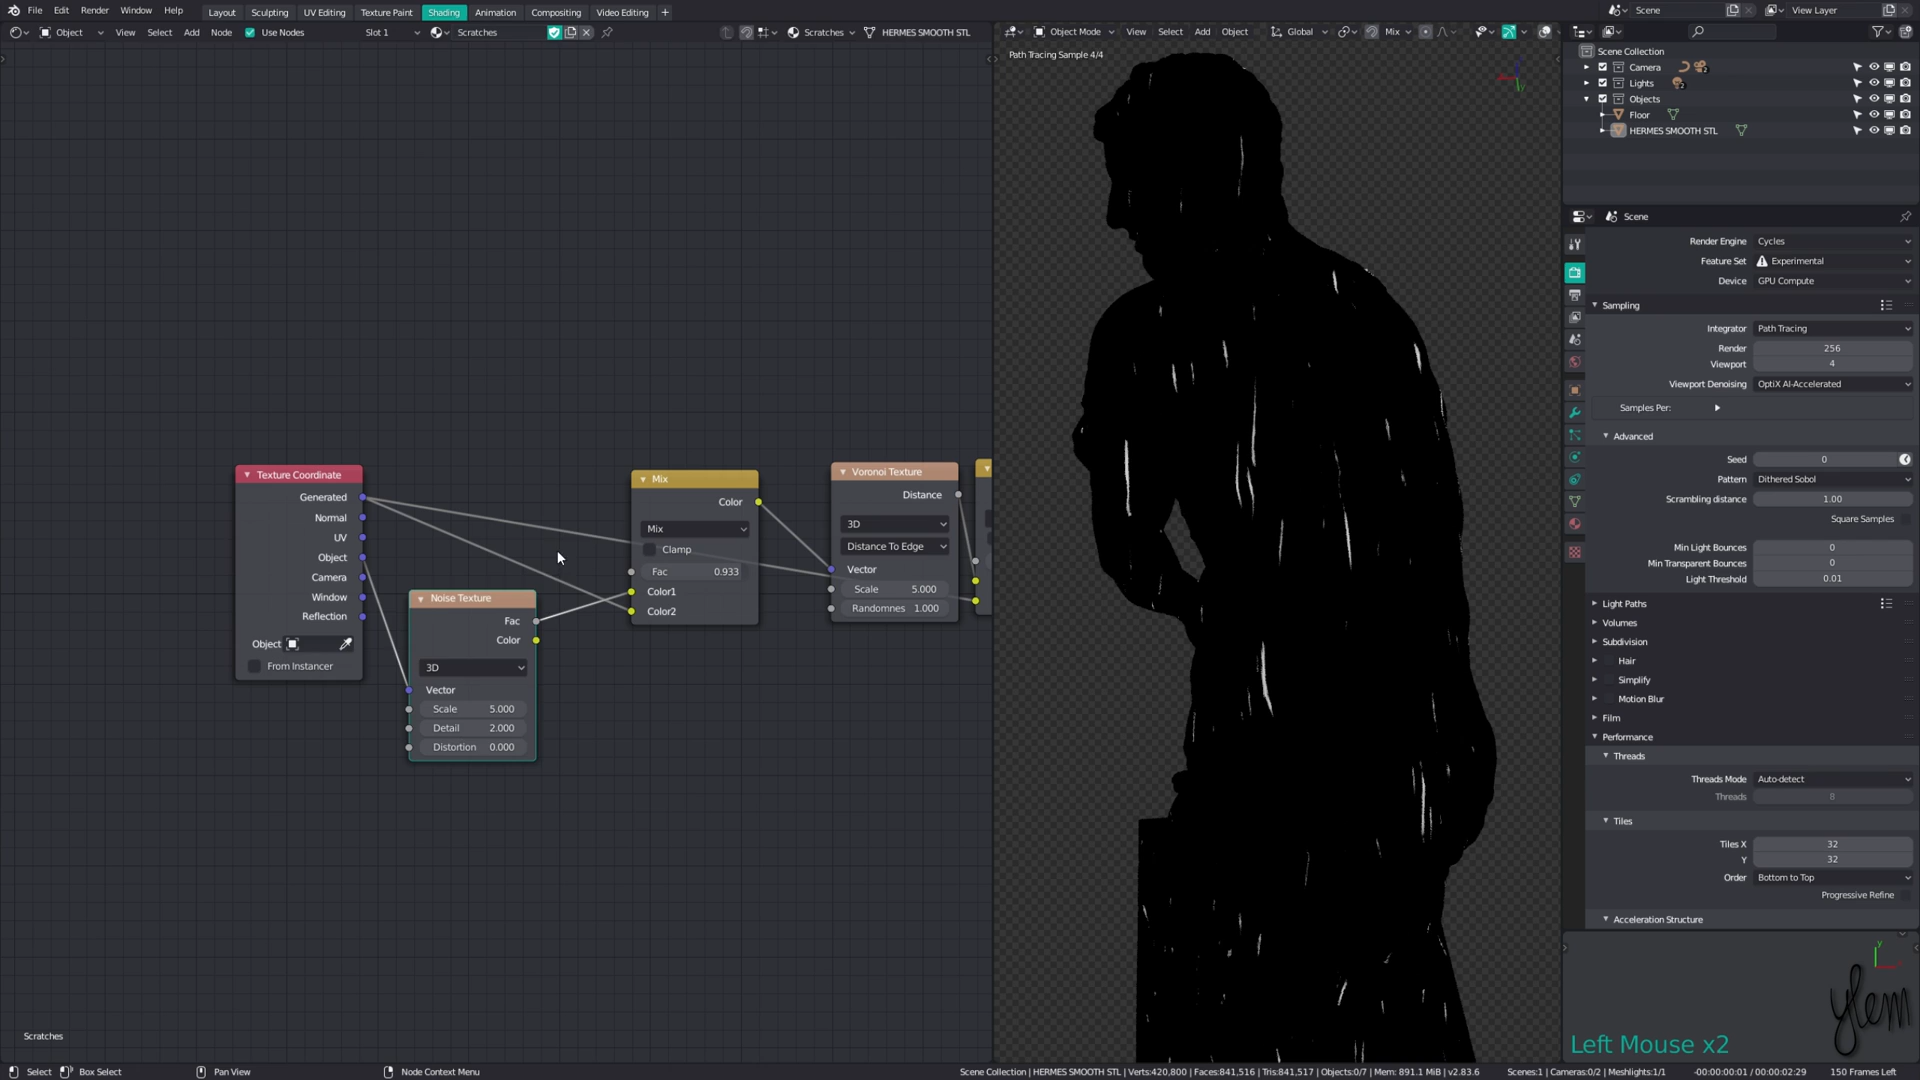 File Edit Render Window Help Layout Sculpting UV Editing Texture Paint Shading Animation Compositing Video Editing + Scene View Layer
Object View Select Add Node Use Nodes Slot 1 Scratches Scratches HERMES SMOOTH STL
Object Mode View Select Add Object Global Mix
Path Tracing Sample 4/4
Scene Collection
Camera 2
Lights 2
Objects
Floor
HERMES SMOOTH STL
Scene
Render Engine Cycles
Feature Set Experimental
Device GPU Compute
Sampling
Integrator Path Tracing
Render 256
Viewport 4
Viewport Denoising OptiX AI-Accelerated
Samples Per:
Advanced
Seed 0
Pattern Dithered Sobol
Scrambling distance 1.00
Square Samples
Min Light Bounces 0
Min Transparent Bounces 0
Light Threshold 0.01
Light Paths
Volumes
Subdivision
Hair
Simplify
Motion Blur
Film
Performance
Threads
Threads Mode Auto-detect
Threads 8
Tiles
Tiles X 32
Y 32
Order Bottom to Top
Progressive Refine
Acceleration Structure
Texture Coordinate
Generated
Normal
UV
Object
Camera
Window
Reflection
Object
From Instancer
Noise Texture
Fac
Color
3D
Vector
Scale 5.000
Detail 2.000
Distortion 0.000
Mix
Color
Mix
Clamp
Fac 0.933
Color1
Color2
Voronoi Texture
Distance
3D
Distance To Edge
Vector
Scale 5.000
Randomnes 1.000
Scratches
y
ylem
Left Mouse x2
Select Box Select Pan View Node Context Menu
Scene Collection | HERMES SMOOTH STL | Verts:420,800 | Faces:841,516 | Tris:841,517 | Objects:0/7 | Mem: 891.1 MiB | v2.83.6 Scenes:1 | Cameras:0/2 | Meshlights:1/1 -00:00:00:01 / 00:00:02:29 150 Frames Left